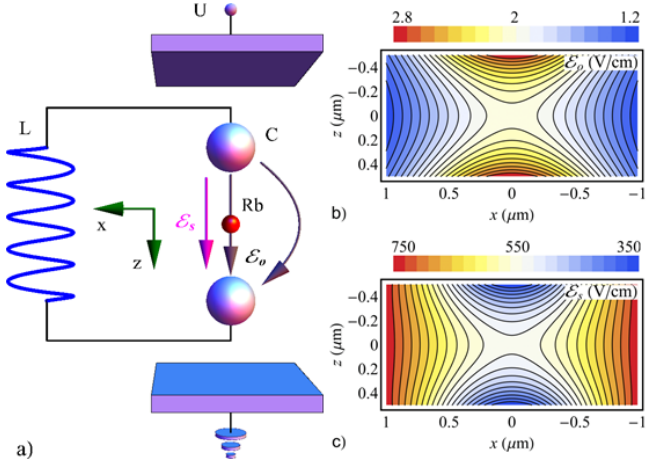 U
L
C
Rb
ℰs
ℰo
x
z
a)
2.8 2 1.2
ℰo (V/cm)
-0.4
-0.2
0
0.2
0.4
z (μm)
1 0.5 0 -0.5 -1
x (μm)
b)
750 550 350
ℰs (V/cm)
-0.4
-0.2
0
0.2
0.4
z (μm)
1 0.5 0 -0.5 -1
x (μm)
c)